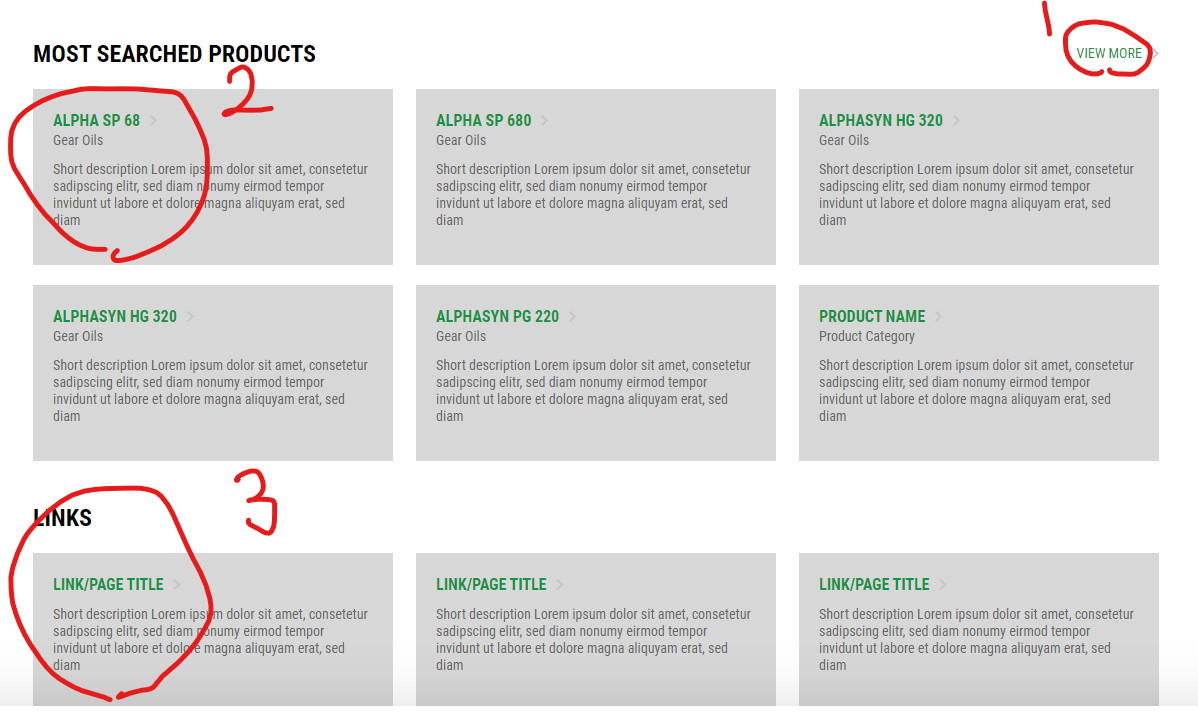 1
MOST SEARCHED PRODUCTS
VIEW MORE
2
ALPHA SP 68
Gear Oils
Short description Lorem ipsum dolor sit amet, consetetur
sadipscing elitr, sed diam nonumy eirmod tempor
invidunt ut labore et dolore magna aliquyam erat, sed
diam
ALPHA SP 680
Gear Oils
Short description Lorem ipsum dolor sit amet, consetetur
sadipscing elitr, sed diam nonumy eirmod tempor
invidunt ut labore et dolore magna aliquyam erat, sed
diam
ALPHASYN HG 320
Gear Oils
Short description Lorem ipsum dolor sit amet, consetetur
sadipscing elitr, sed diam nonumy eirmod tempor
invidunt ut labore et dolore magna aliquyam erat, sed
diam
ALPHASYN HG 320
Gear Oils
Short description Lorem ipsum dolor sit amet, consetetur
sadipscing elitr, sed diam nonumy eirmod tempor
invidunt ut labore et dolore magna aliquyam erat, sed
diam
ALPHASYN PG 220
Gear Oils
Short description Lorem ipsum dolor sit amet, consetetur
sadipscing elitr, sed diam nonumy eirmod tempor
invidunt ut labore et dolore magna aliquyam erat, sed
diam
PRODUCT NAME
Product Category
Short description Lorem ipsum dolor sit amet, consetetur
sadipscing elitr, sed diam nonumy eirmod tempor
invidunt ut labore et dolore magna aliquyam erat, sed
diam
3
LINKS
LINK/PAGE TITLE
Short description Lorem ipsum dolor sit amet, consetetur
sadipscing elitr, sed diam nonumy eirmod tempor
invidunt ut labore et dolore magna aliquyam erat, sed
diam
LINK/PAGE TITLE
Short description Lorem ipsum dolor sit amet, consetetur
sadipscing elitr, sed diam nonumy eirmod tempor
invidunt ut labore et dolore magna aliquyam erat, sed
diam
LINK/PAGE TITLE
Short description Lorem ipsum dolor sit amet, consetetur
sadipscing elitr, sed diam nonumy eirmod tempor
invidunt ut labore et dolore magna aliquyam erat, sed
diam